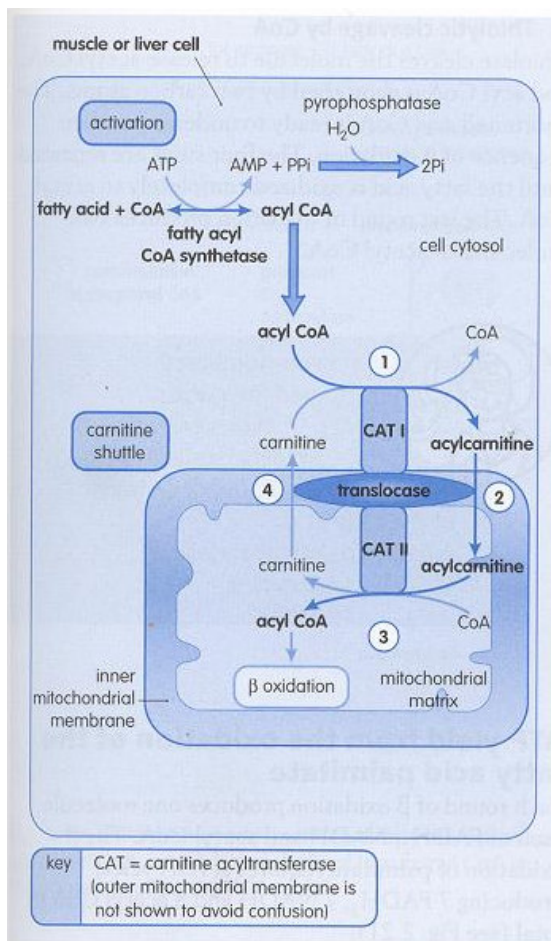 muscle or liver cell
activation
pyrophosphatase
H₂O
ATP
AMP + PPi
2Pi
fatty acid + CoA
acyl CoA
fatty acyl
CoA synthetase
cell cytosol
acyl CoA
CoA
1
carnitine
shuttle
carnitine
CAT I
acylcarnitine
4
translocase
2
carnitine
CAT II
acylcarnitine
acyl CoA
3
CoA
β oxidation
inner
mitochondrial
membrane
mitochondrial
matrix
key
CAT = carnitine acyltransferase
(outer mitochondrial membrane is
not shown to avoid confusion)